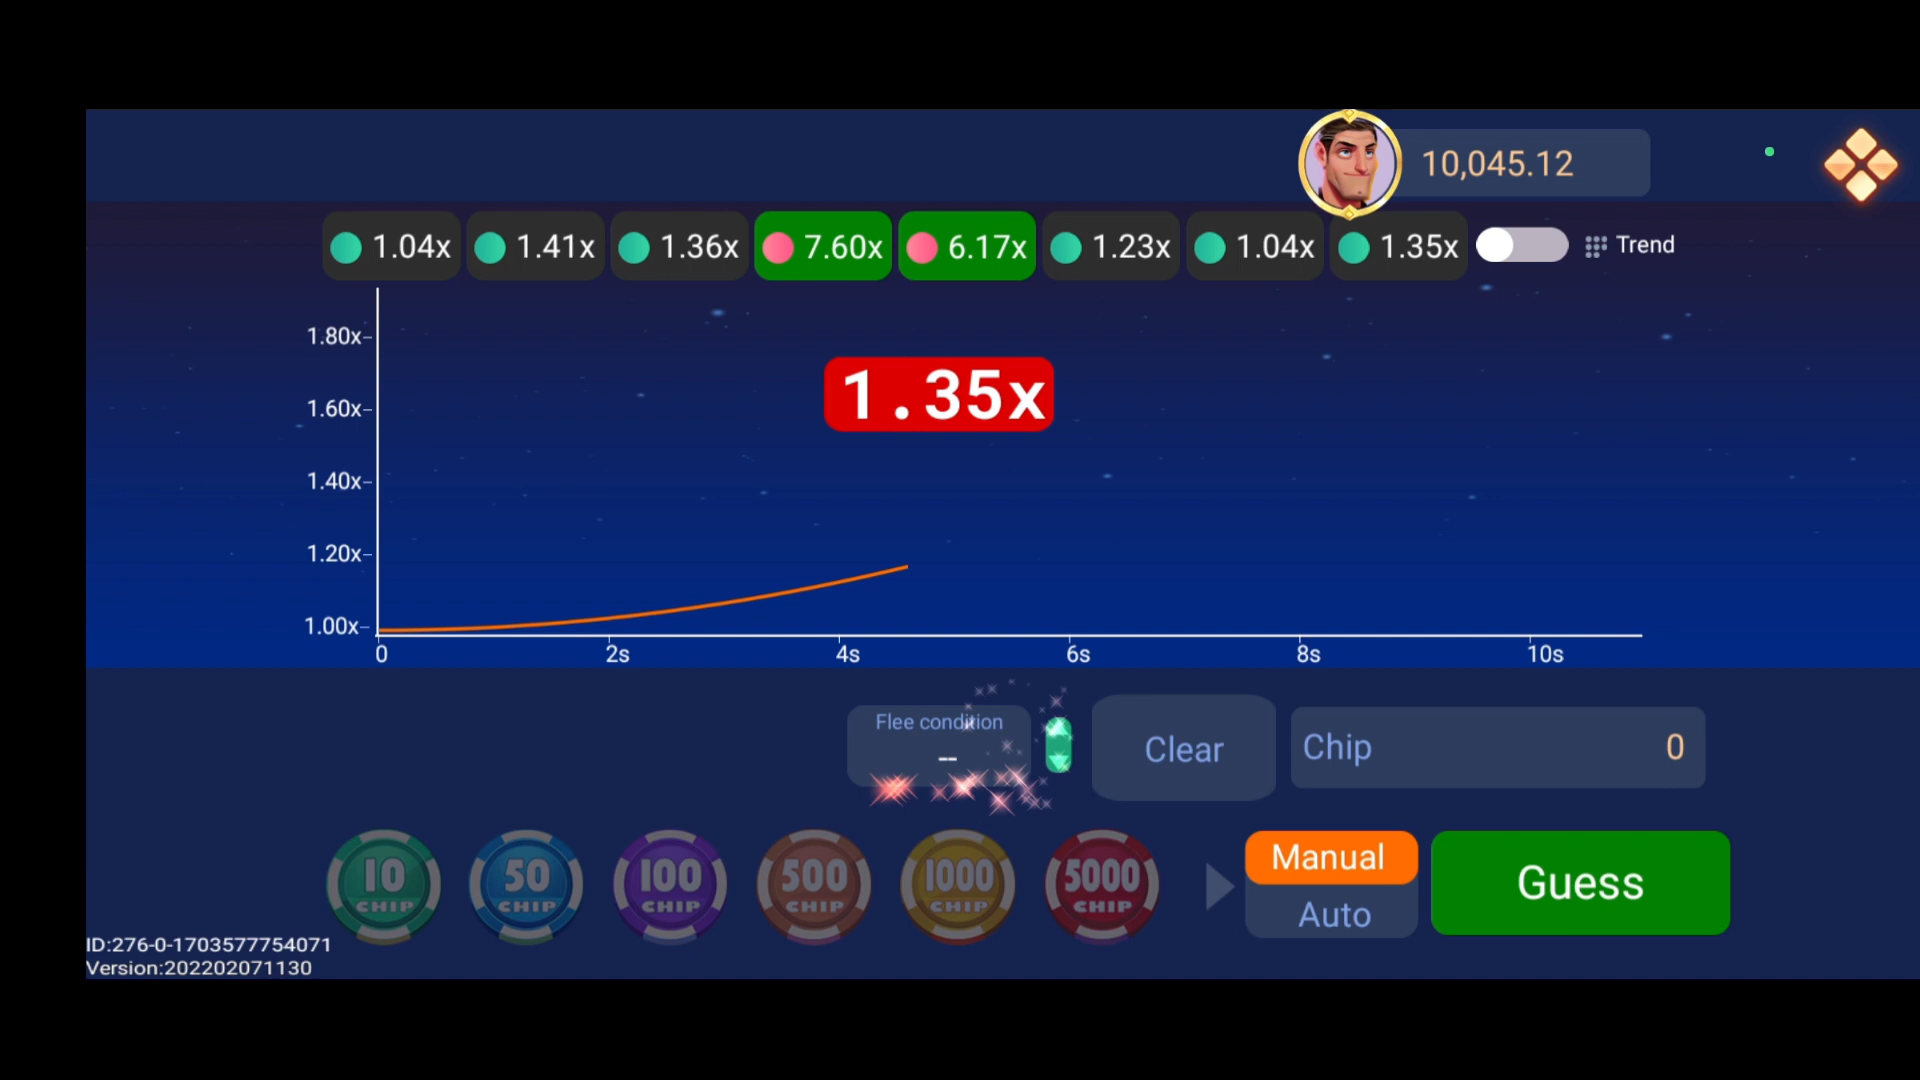 10,045.12
1.04x 1.41x 1.36x 7.60x 6.17x 1.23x 1.04x 1.35x Trend
1.80x
1.35x
1.60x
1.40x
1.20x
1.00x
0 2s 4s 6s 8s 10s
Flee condition
--
Clear
Chip 0
10 CHIP
50 CHIP
100 CHIP
500 CHIP
1000 CHIP
5000 CHIP
Manual
Auto
Guess
ID:276-0-1703577754071
Version:202202071130